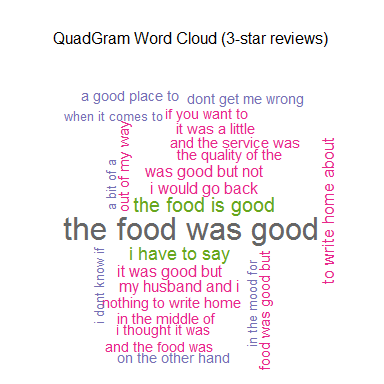 QuadGram Word Cloud (3-star reviews)
a good place to
dont get me wrong
when it comes to
if you want to
it was a little
and the service was
the quality of the
was good but not
i would go back
out of my way
a bit of a
to write home about
the food is good
the food was good
i have to say
it was good but
my husband and i
nothing to write home
in the middle of
i thought it was
and the food was
on the other hand
i dont know if
in the mood for
food was good but